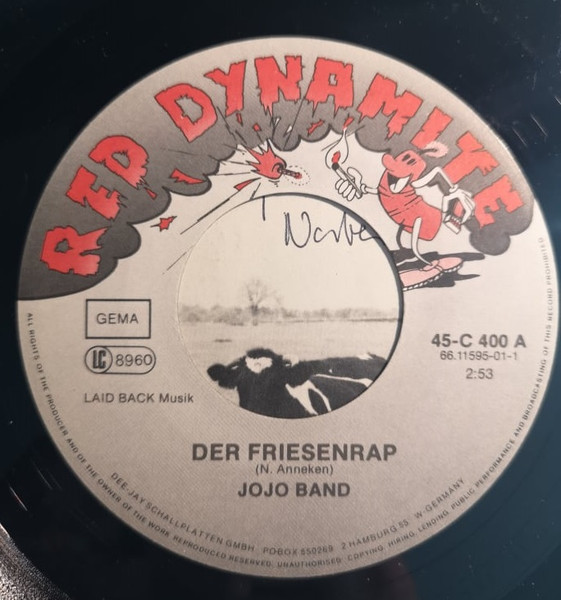 RED DYNAMITE
GEMA
LC 8960
LAID BACK Musik
45-C 400 A
66.11595-01-1
2:53
DER FRIESENRAP
(N. Anneken)
JOJO BAND
DEE-JAY SCHALLPLATTEN GMBH. POBOX 550269 2 HAMBURG 55 W-GERMANY
ALL RIGHTS OF THE PRODUCER AND OF THE OWNER OF THE WORK REPRODUCED RESERVED. UNAUTHORISED COPYING, HIRING, LENDING, PUBLIC PERFORMANCE AND BROADCASTING OF THIS RECORD PROHIBITED